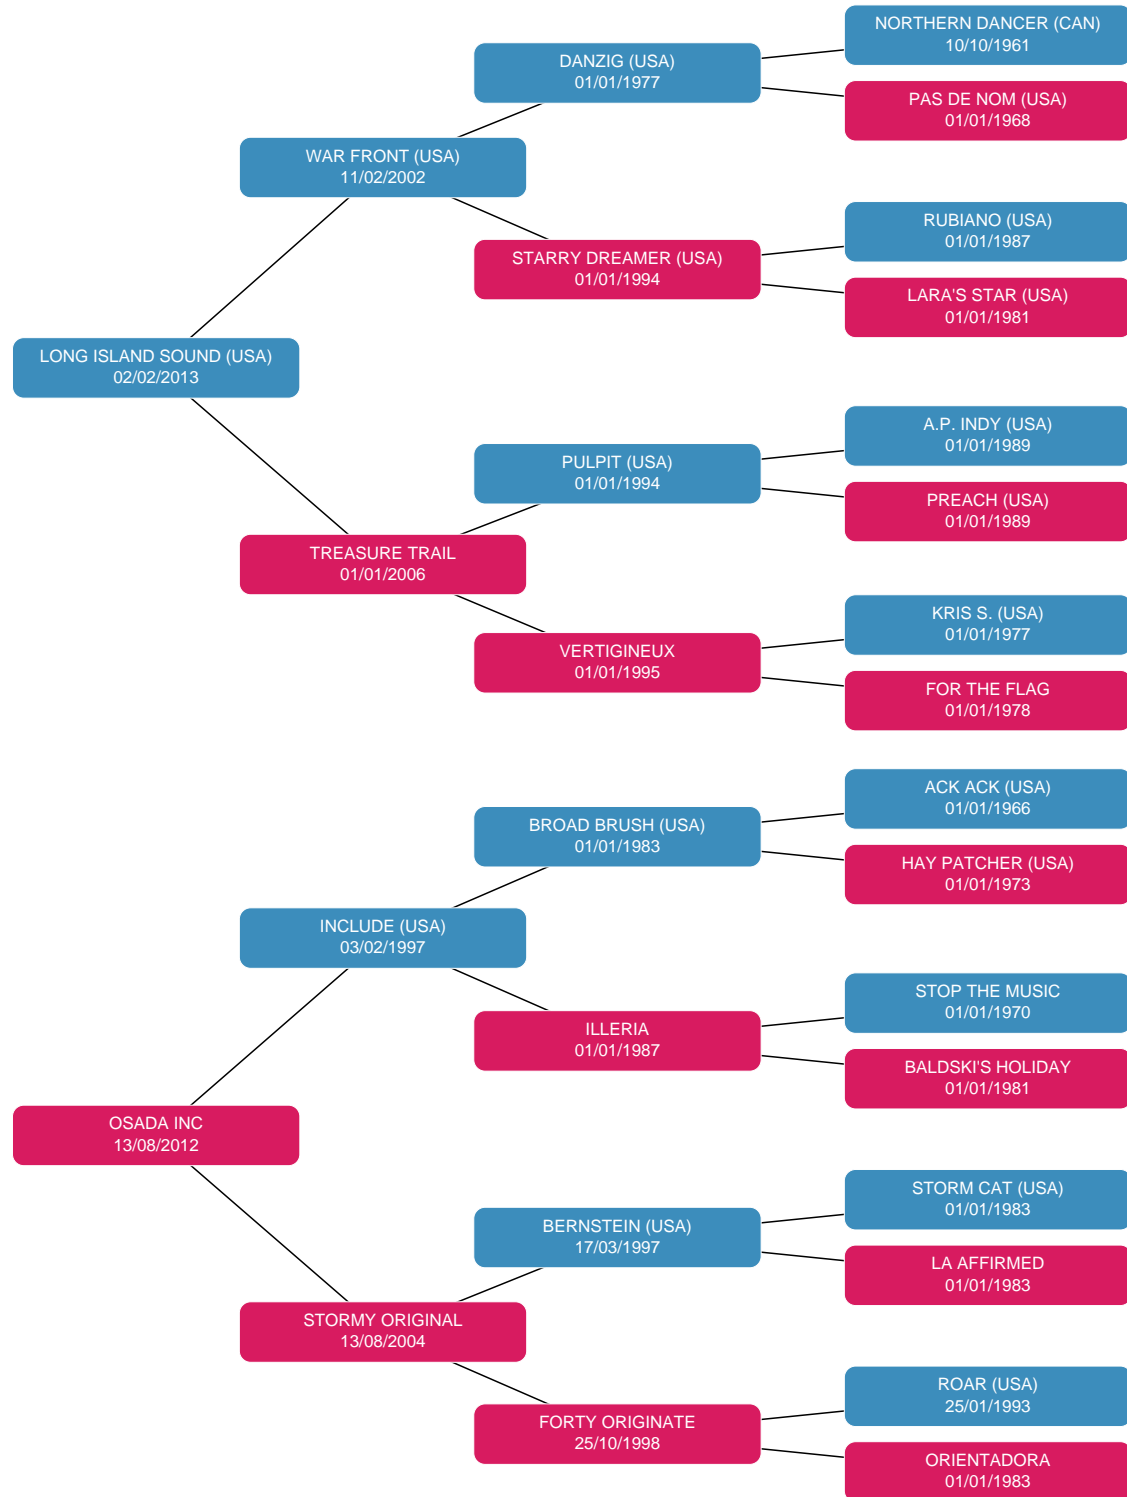 NORTHERN DANCER (CAN)
10/10/1961
DANZIG (USA)
01/01/1977
PAS DE NOM (USA)
01/01/1968
WAR FRONT (USA)
11/02/2002
RUBIANO (USA)
01/01/1987
STARRY DREAMER (USA)
01/01/1994
LARA'S STAR (USA)
01/01/1981
LONG ISLAND SOUND (USA)
02/02/2013
A.P. INDY (USA)
01/01/1989
PULPIT (USA)
01/01/1994
PREACH (USA)
01/01/1989
TREASURE TRAIL
01/01/2006
KRIS S. (USA)
01/01/1977
VERTIGINEUX
01/01/1995
FOR THE FLAG
01/01/1978
ACK ACK (USA)
01/01/1966
BROAD BRUSH (USA)
01/01/1983
HAY PATCHER (USA)
01/01/1973
INCLUDE (USA)
03/02/1997
STOP THE MUSIC
01/01/1970
ILLERIA
01/01/1987
BALDSKI'S HOLIDAY
01/01/1981
OSADA INC
13/08/2012
STORM CAT (USA)
01/01/1983
BERNSTEIN (USA)
17/03/1997
LA AFFIRMED
01/01/1983
STORMY ORIGINAL
13/08/2004
ROAR (USA)
25/01/1993
FORTY ORIGINATE
25/10/1998
ORIENTADORA
01/01/1983